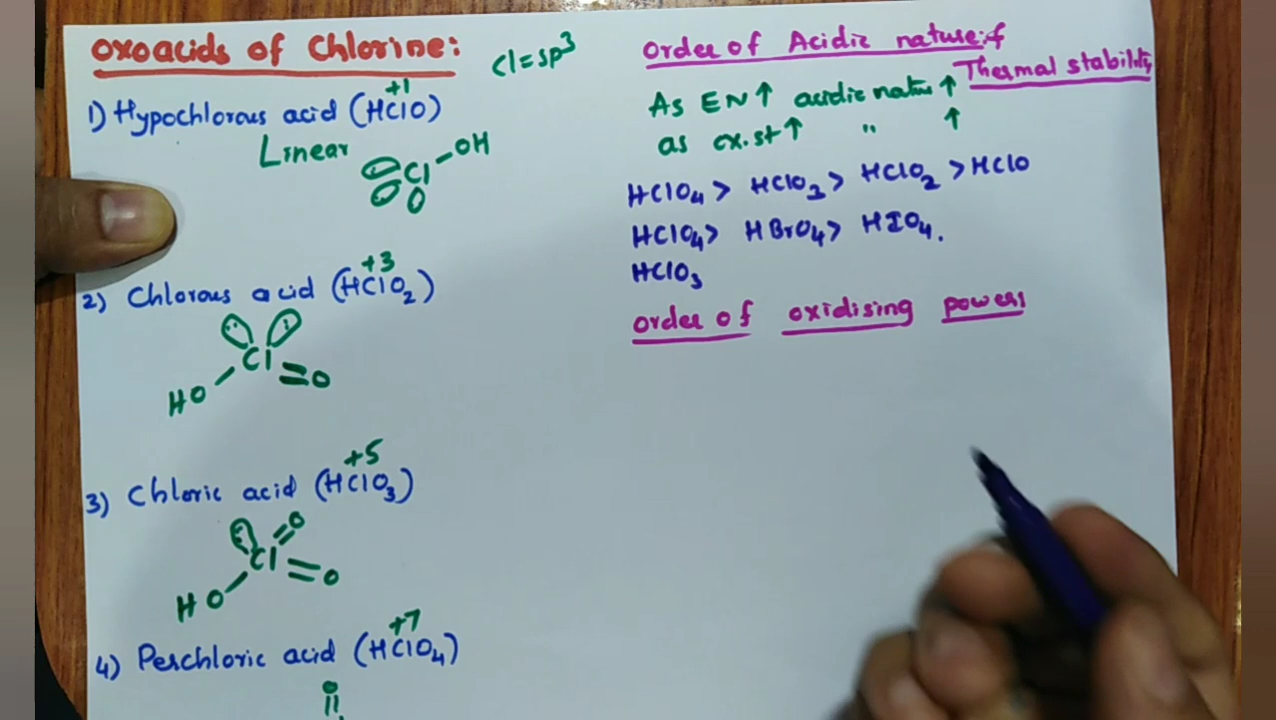 Oxoacids of Chlorine:
Cl = sp³
1) Hypochlorous acid (HClO)
+1
Linear
Cl - OH
2) Chlorous acid (HClO₂)
+3
Cl
HO
= O
3) Chloric acid (HClO₃)
+5
O
Cl
= O
HO
4) Perchloric acid (HClO₄)
+7
O
Order of Acidic nature: &
Thermal stability
As EN↑ acidic nature ↑
as ox.st↑ " ↑
HClO₄ > HClO₃ > HClO₂ > HClO
HClO₄ > HBrO₄ > HIO₄.
HClO₃
Order of oxidising power: